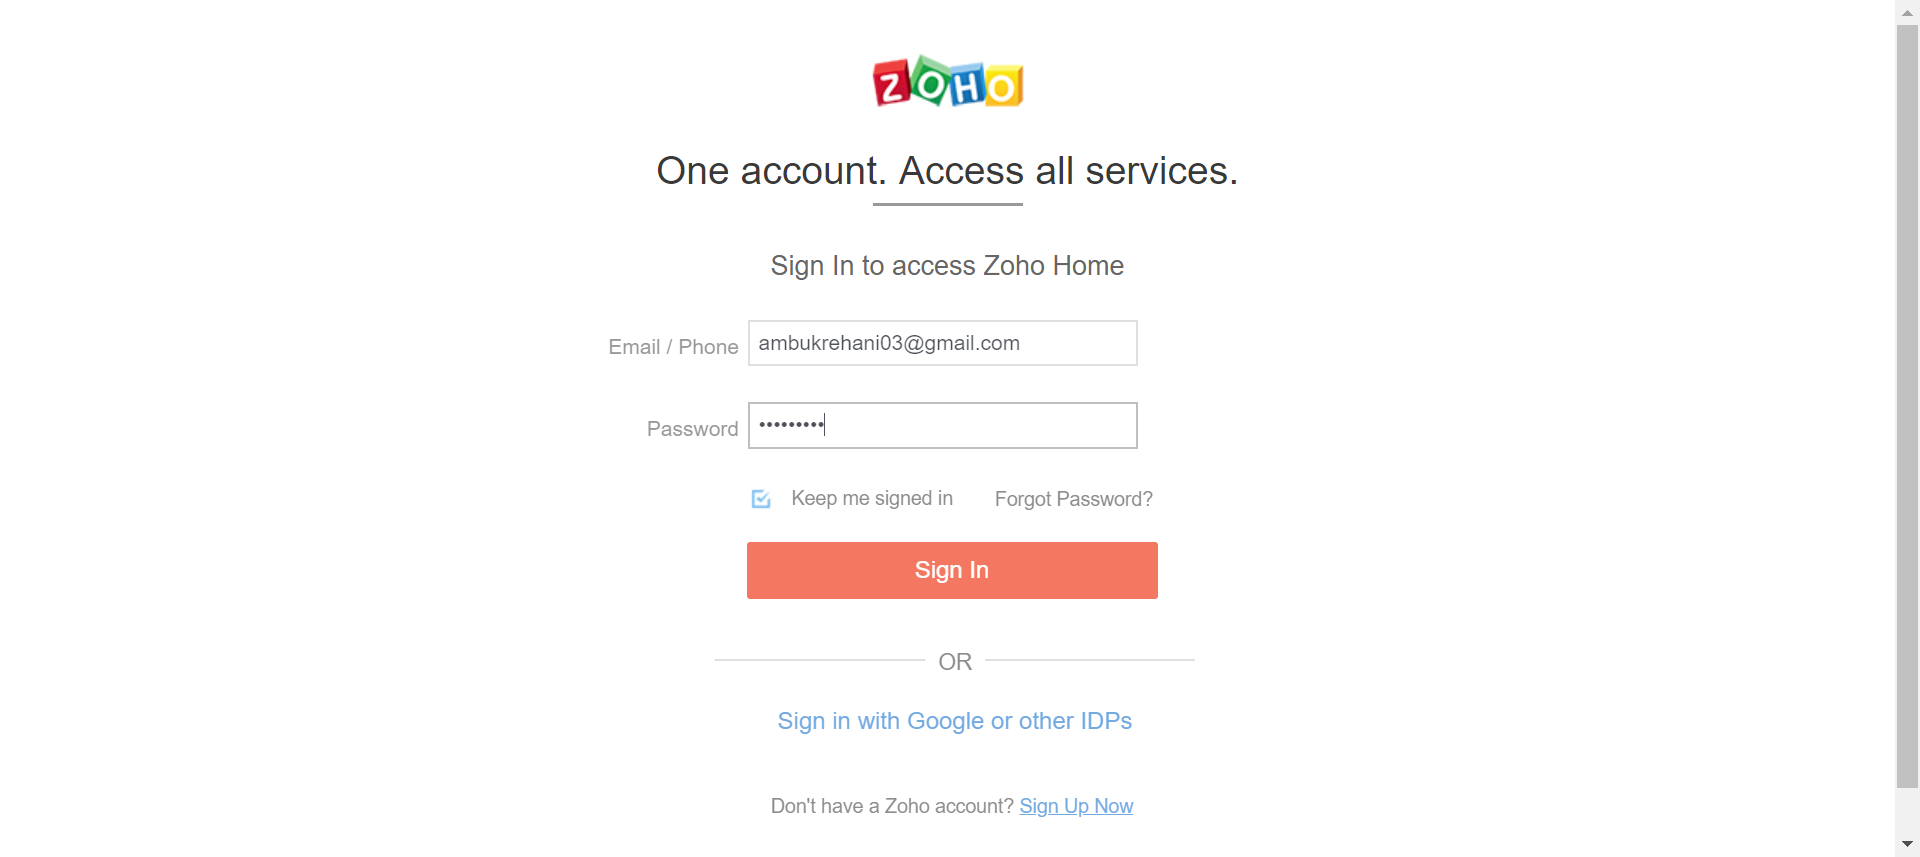 ZOHO
One account. Access all services.
Sign In to access Zoho Home
Email / Phone ambukrehani03@gmail.com
Password •••••••••
Keep me signed in Forgot Password?
Sign In
OR
Sign in with Google or other IDPs
Don't have a Zoho account? Sign Up Now